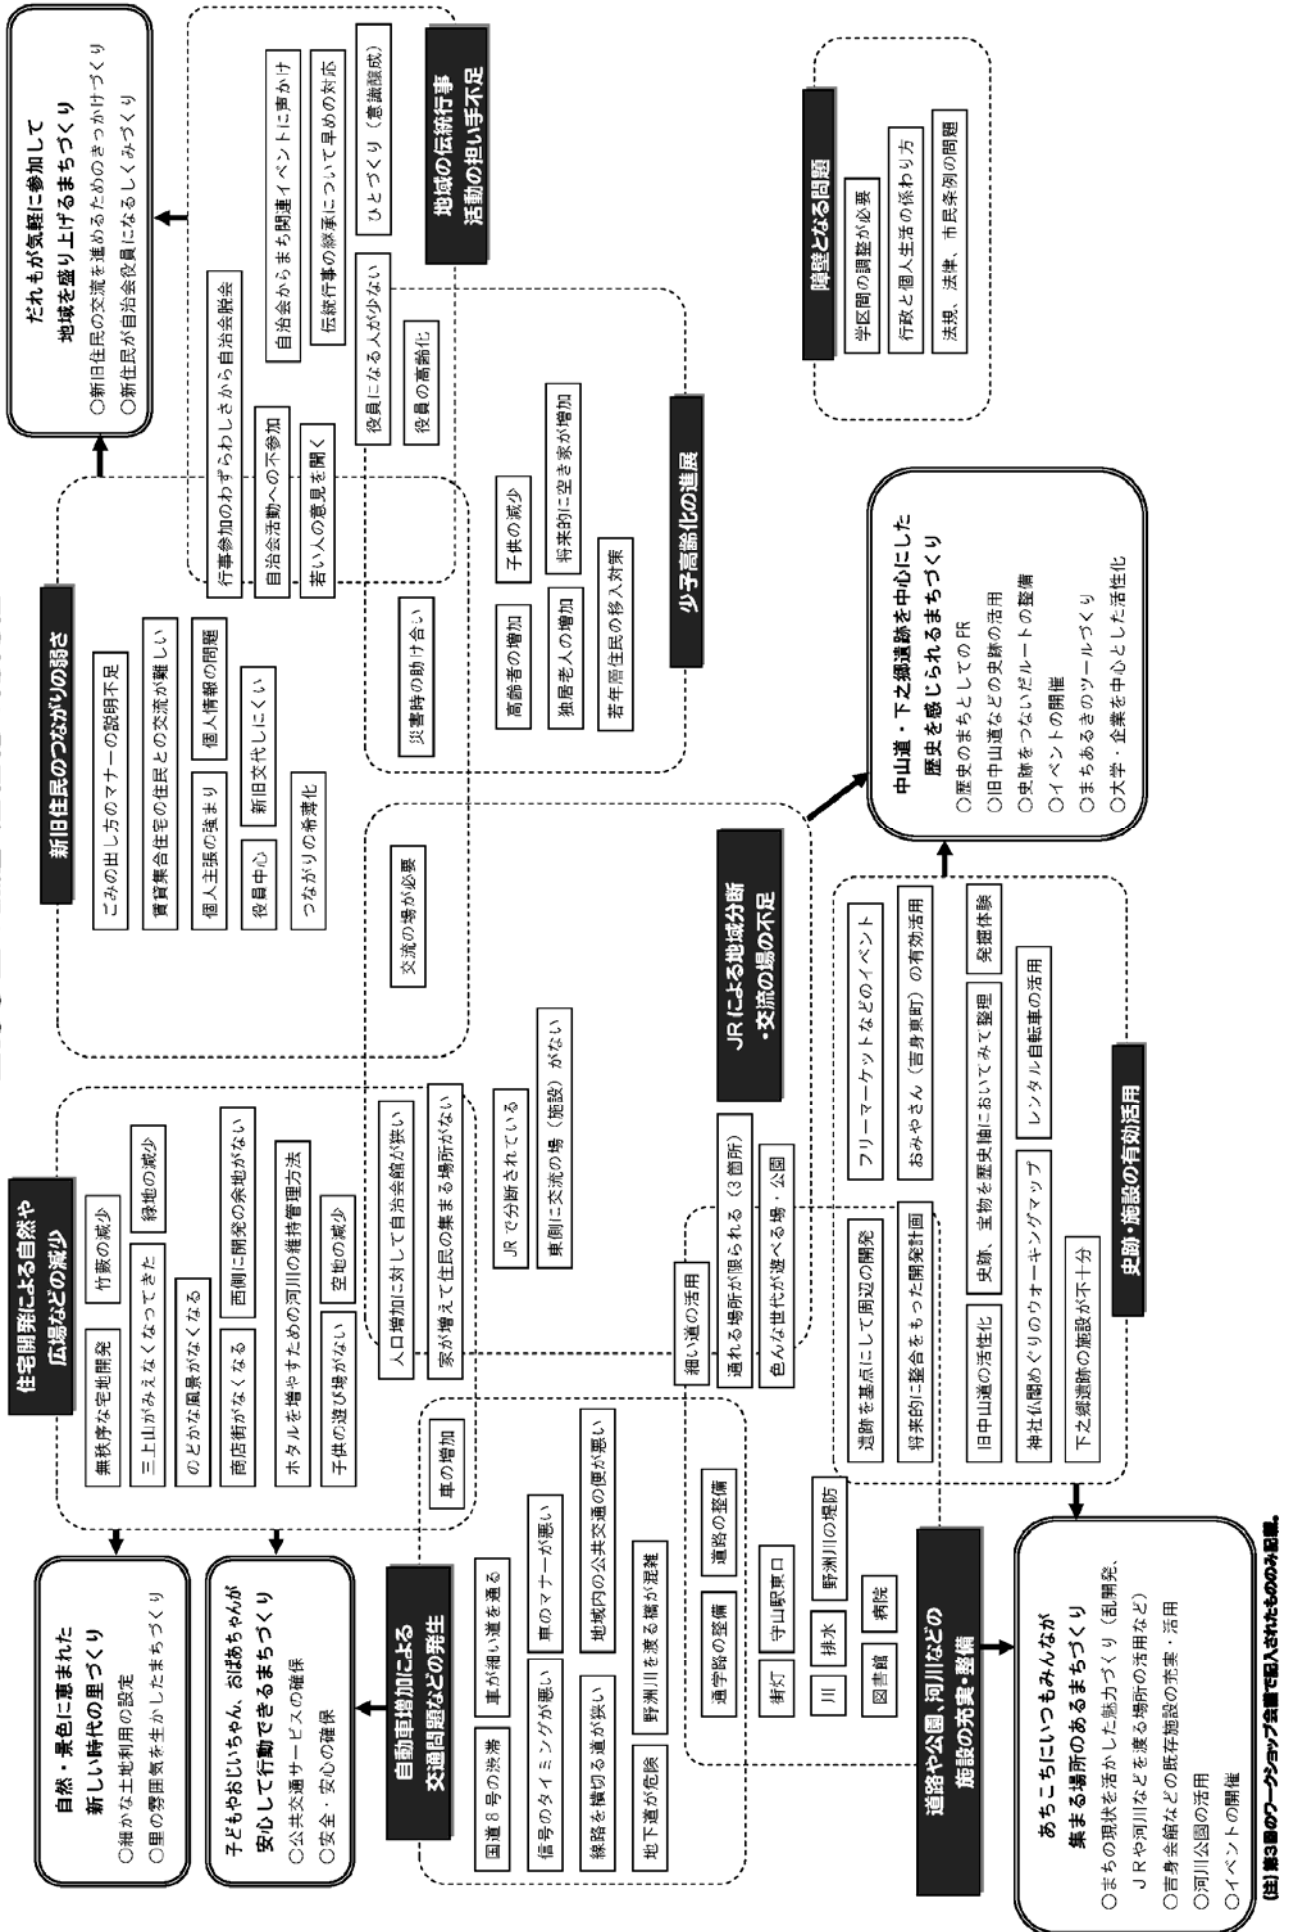 住宅開発による自然や
広場などの減少
無秩序な宅地開発
竹藪の減少
三上山がみえなくなってきた
緑地の減少
のどかな風景がなくなる
商店街がなくなる
西側に開発の余地がない
ホタルを増やすための河川の維持管理方法
子供の遊び場がない
空地の減少
人口増加に対して自治会館が狭い
家が増えて住民の集まる場所がない
車の増加
新旧住民のつながりの弱さ
ごみの出し方のマナーの説明不足
賃貸集合住宅の住民との交流が難しい
個人主張の強まり
個人情報の問題
役員中心
新旧交代しにくい
つながりの希薄化
交流の場が必要
災害時の助け合い
行事参加のわずらわしさから自治会脱会
自治会活動への不参加
若い人の意見を聞く
だれもが気軽に参加して
地域を盛り上げるまちづくり
○新旧住民の交流を進めるためのきっかけづくり
○新住民が自治会役員になるしくみづくり
自治会からまち関連イベントに声かけ
伝統行事の継承について早めの対応
役員になる人が少ない
ひとづくり（意識醸成）
役員の高齢化
地域の伝統行事
活動の担い手不足
自然・景色に恵まれた
新しい時代の里づくり
○細かな土地利用の設定
○里の雰囲気を生かしたまちづくり
子どもやおじいちゃん、おばあちゃんが
安心して行動できるまちづくり
○公共交通サービスの確保
○安全・安心の確保
自動車増加による
交通問題などの発生
国道８号の渋滞
車が細い道を通る
信号のタイミングが悪い
車のマナーが悪い
線路を横切る道が狭い
地域内の公共交通の便が悪い
地下道が危険
野洲川を渡る橋が混雑
JRで分断されている
東側に交流の場（施設）がない
細い道の活用
通れる場所が限られる（３箇所）
色んな世代が遊べる場・公園
JRによる地域分断
・交流の場の不足
高齢者の増加
子供の減少
独居老人の増加
将来的に空き家が増加
若年層住民の移入対策
少子高齢化の進展
通学路の整備
道路の整備
街灯
守山駅東口
川
排水
野洲川の堤防
図書館
病院
道路や公園、河川などの
施設の充実・整備
遺跡を基点にして周辺の開発
フリーマーケットなどのイベント
将来的に整合をもった開発計画
おみやさん（吉身東町）の有効活用
旧中山道の活性化
史跡、宝物を歴史軸においてみて整理
発掘体験
神社仏閣めぐりのウォーキングマップ
レンタル自転車の活用
下之郷遺跡の施設が不十分
史跡・施設の有効活用
中山道・下之郷遺跡を中心にした
歴史を感じられるまちづくり
○歴史のまちとしてのPR
○旧中山道などの史跡の活用
○史跡をつないだルートの整備
○イベントの開催
○まちあるきのツールづくり
○大学・企業を中心とした活性化
障壁となる問題
学区間の調整が必要
行政と個人生活の係わり方
法規、法律、市民条例の問題
あちこちにいつもみんなが
集まる場所のあるまちづくり
○まちの現状を活かした魅力づくり（乱開発、
ＪＲや河川などを渡る場所の活用など）
○吉身会館などの既存施設の充実・活用
○河川公園の活用
○イベントの開催
(注)第3回のワークショップ会議で記入されたもののみ記載。